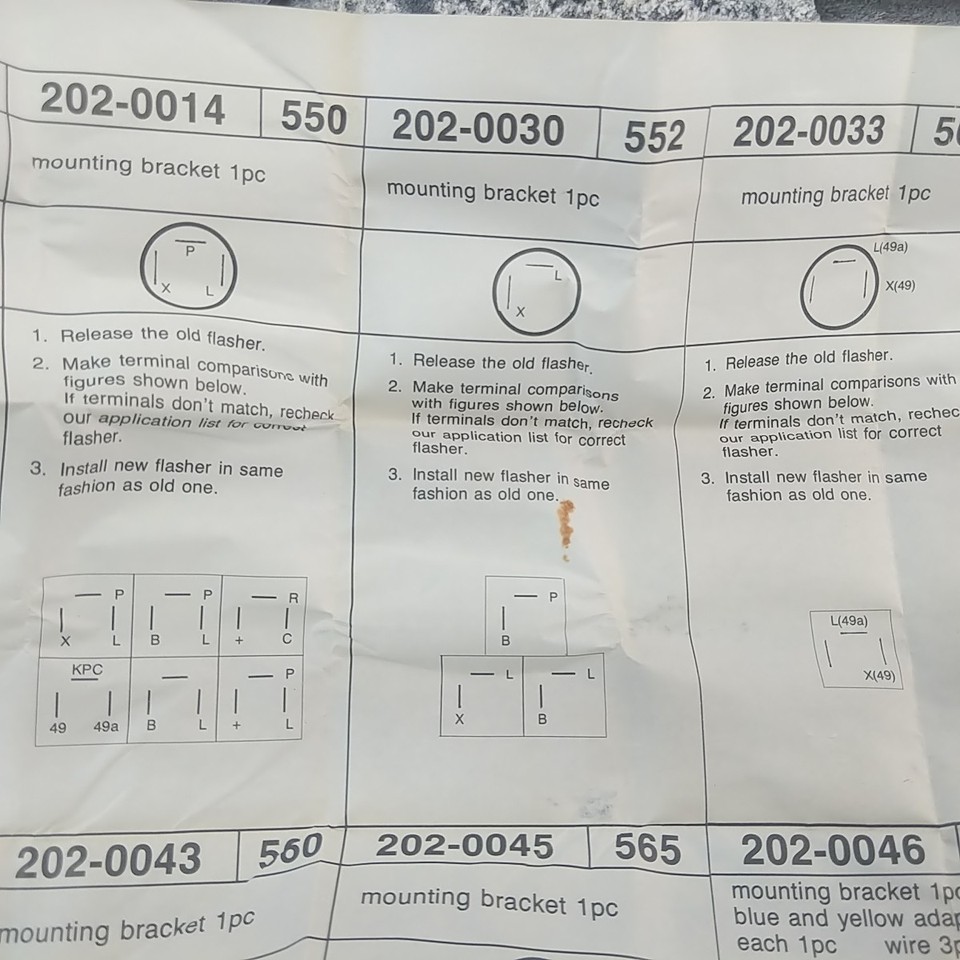 202-0014 550
mounting bracket 1pc
P
X L
1. Release the old flasher.
2. Make terminal comparisons with
figures shown below.
If terminals don't match, recheck
our application list for correct
flasher.
3. Install new flasher in same
fashion as old one.
P P R
X L B L + C
KPC P
49 49a B L + L
202-0030 552
mounting bracket 1pc
L
X
1. Release the old flasher.
2. Make terminal comparisons
with figures shown below.
If terminals don't match, recheck
our application list for correct
flasher.
3. Install new flasher in same
fashion as old one.
P
B
L L
X B
202-0033
mounting bracket 1pc
L(49a)
X(49)
1. Release the old flasher.
2. Make terminal comparisons with
figures shown below.
If terminals don't match,
our application list for correct
flasher.
3. Install new flasher in same
fashion as old one.
L(49a)
X(49)
202-0043 560
mounting bracket 1pc
202-0045 565
mounting bracket 1pc
202-0046
mounting bracket
blue and yellow
each 1pc wire